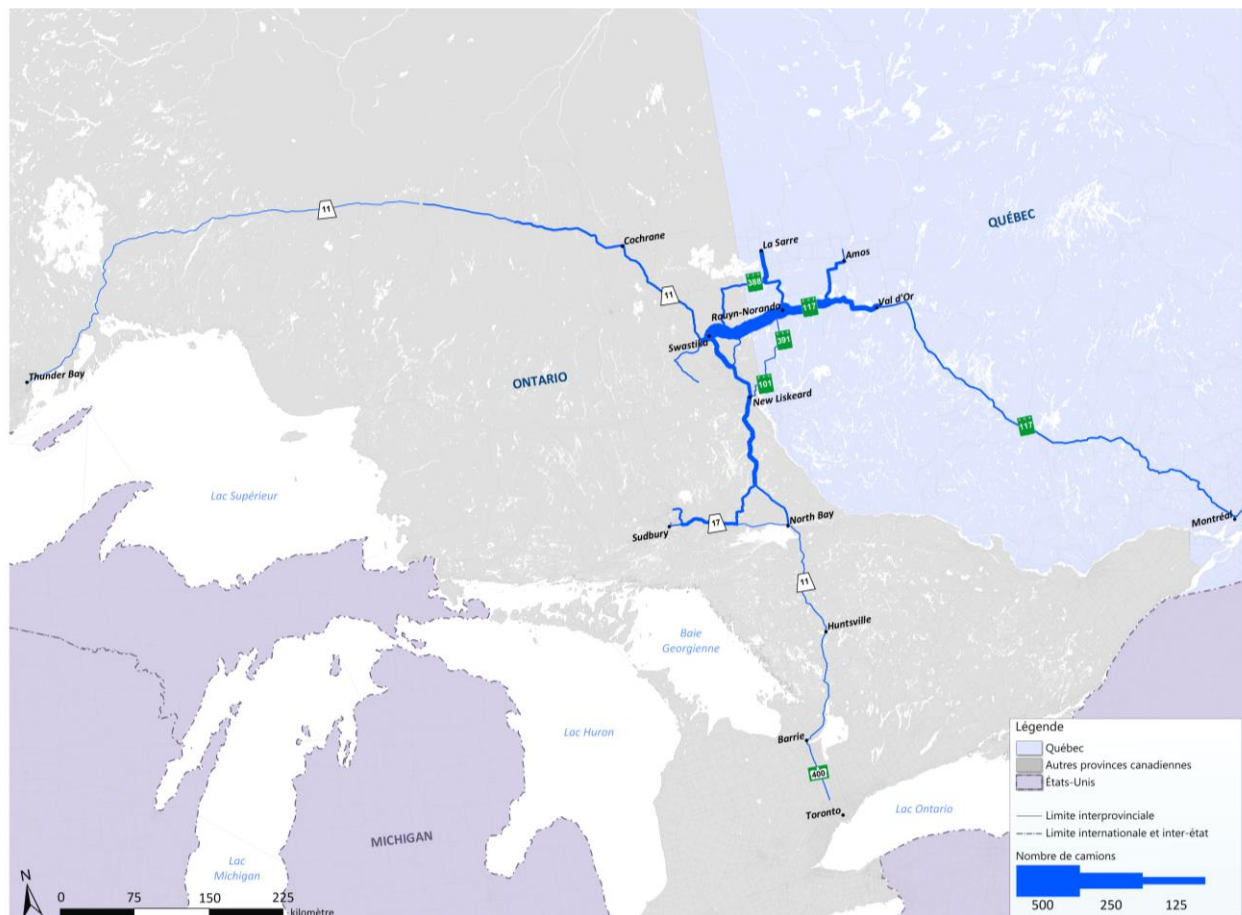 11
Cochrane
La Sarre
QUÉBEC
Amos
11
388
Rouyn-Noranda
117
Val d'Or
Swastika
391
Thunder Bay
ONTARIO
101
New Liskeard
117
Lac Supérieur
Montréal
17
North Bay
Sudbury
11
Huntsville
Baie
Georgienne
Lac Huron
Barrie
400
Toronto
Lac Ontario
MICHIGAN
Lac
Michigan
N
0 75 150 225
kilomètre
Légende
Québec
Autres provinces canadiennes
États-Unis
Limite interprovinciale
Limite internationale et inter-état
Nombre de camions
500 250 125